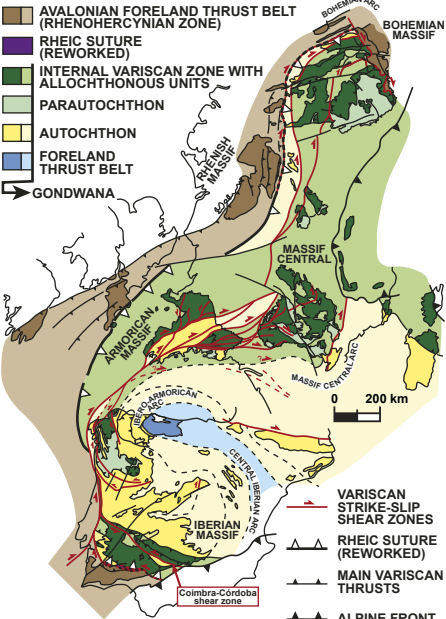 AVALONIAN FORELAND THRUST BELT
(RHENOHERCYNIAN ZONE)
RHEIC SUTURE
(REWORKED)
INTERNAL VARISCAN ZONE WITH
ALLOCHTHONOUS UNITS
PARAUTOCHTHON
AUTOCHTHON
FORELAND
THRUST BELT
GONDWANA
BOHEMIAN ARC
BOHEMIAN
MASSIF
RHENISH
MASSIF
MASSIF
CENTRAL
ARMORICAN
MASSIF
MASSIF CENTRAL ARC
IBERO-ARMORICAN
ARC
0 200 km
CENTRAL IBERIAN ARC
IBERIAN
MASSIF
Coimbra-Córdoba
shear zone
VARISCAN
STRIKE-SLIP
SHEAR ZONES
RHEIC SUTURE
(REWORKED)
MAIN VARISCAN
THRUSTS
ALPINE FRONT